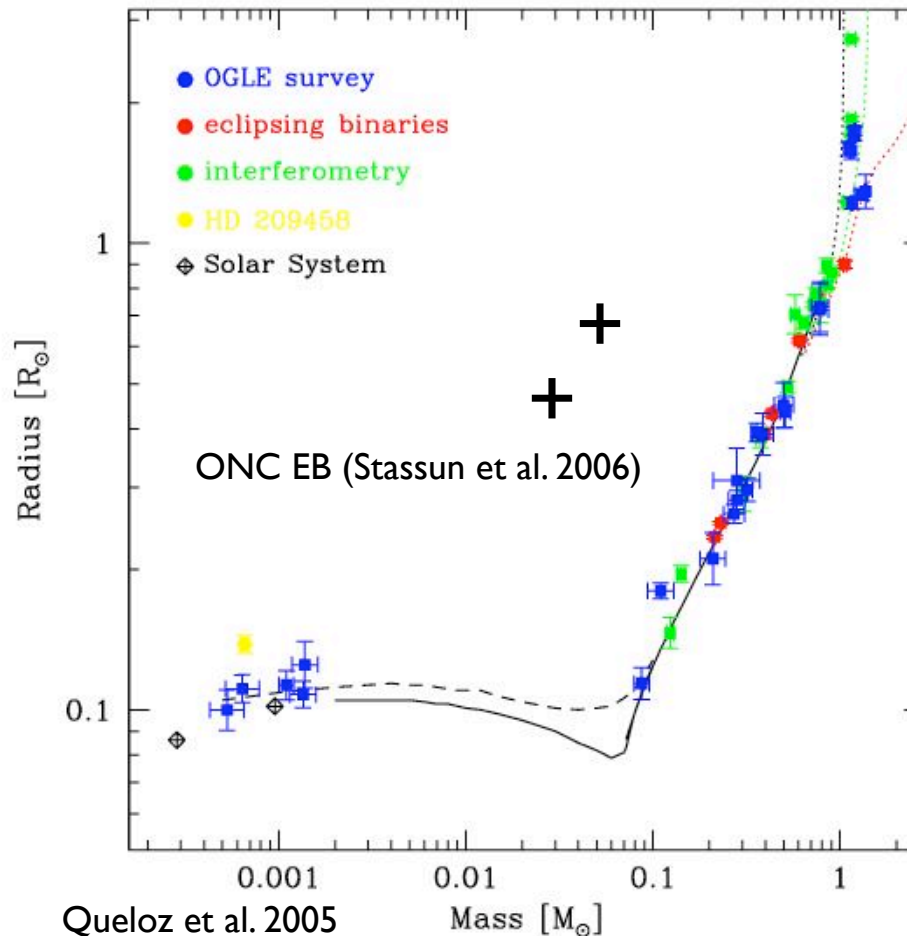 OGLE survey
eclipsing binaries
interferometry
HD 209458
Solar System
1
0.1
Radius [R☉]
ONC EB (Stassun et al. 2006)
0.001
0.01
0.1
1
Queloz et al. 2005
Mass [M☉]